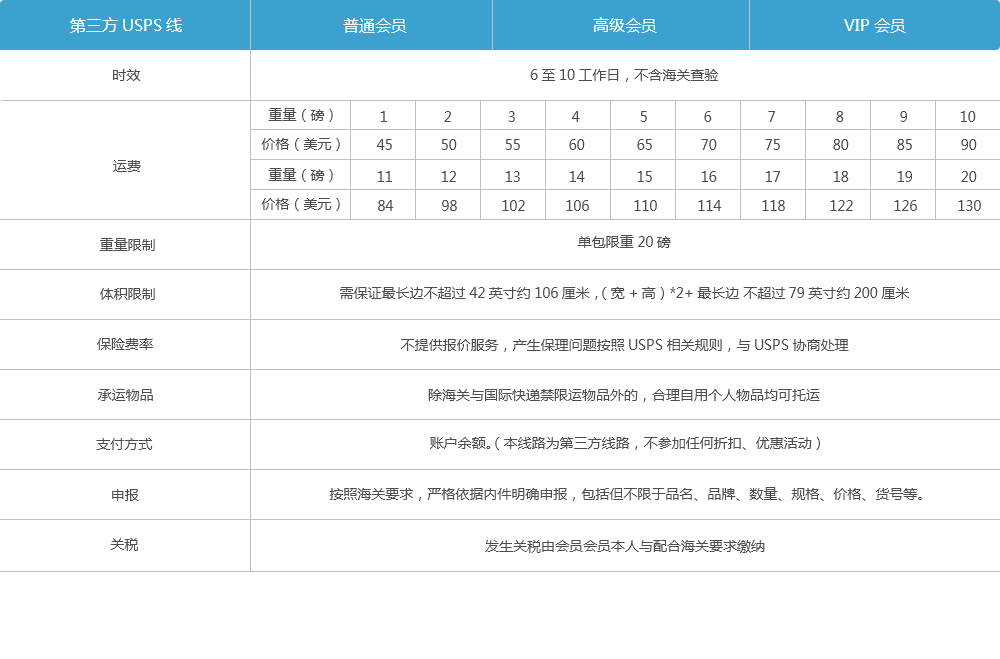 第三方 USPS 线 普通会员 高级会员 VIP 会员
时效 6 至 10 工作日，不含海关查验
运费
重量（磅） 1 2 3 4 5 6 7 8 9 10
价格（美元） 45 50 55 60 65 70 75 80 85 90
重量（磅） 11 12 13 14 15 16 17 18 19 20
价格（美元） 84 98 102 106 110 114 118 122 126 130
重量限制 单包限重 20 磅
体积限制 需保证最长边不超过 42 英寸约 106 厘米，（ 宽 + 高 ）*2+ 最长边 不超过 79 英寸约 200 厘米
保险费率 不提供报价服务，产生保理问题按照 USPS 相关规则，与 USPS 协商处理
承运物品 除海关与国际快递禁限运物品外的，合理自用个人物品均可托运
支付方式 账户余额。（ 本线路为第三方线路，不参加任何折扣、优惠活动 ）
申报 按照海关要求，严格依据内件明确申报，包括但不限于品名、品牌、数量、规格、价格、货号等。
关税 发生关税由会员会员本人与配合海关要求缴纳